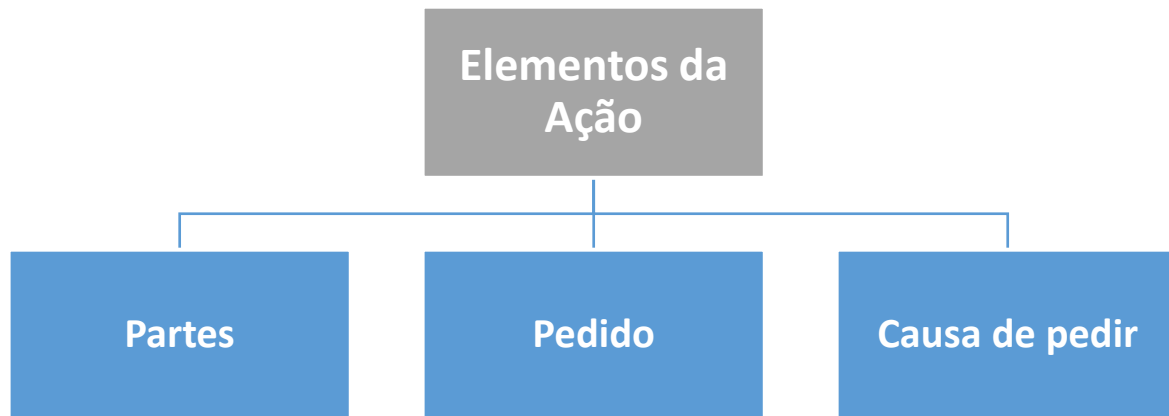 Elementos da
Ação
Partes
Pedido
Causa de pedir